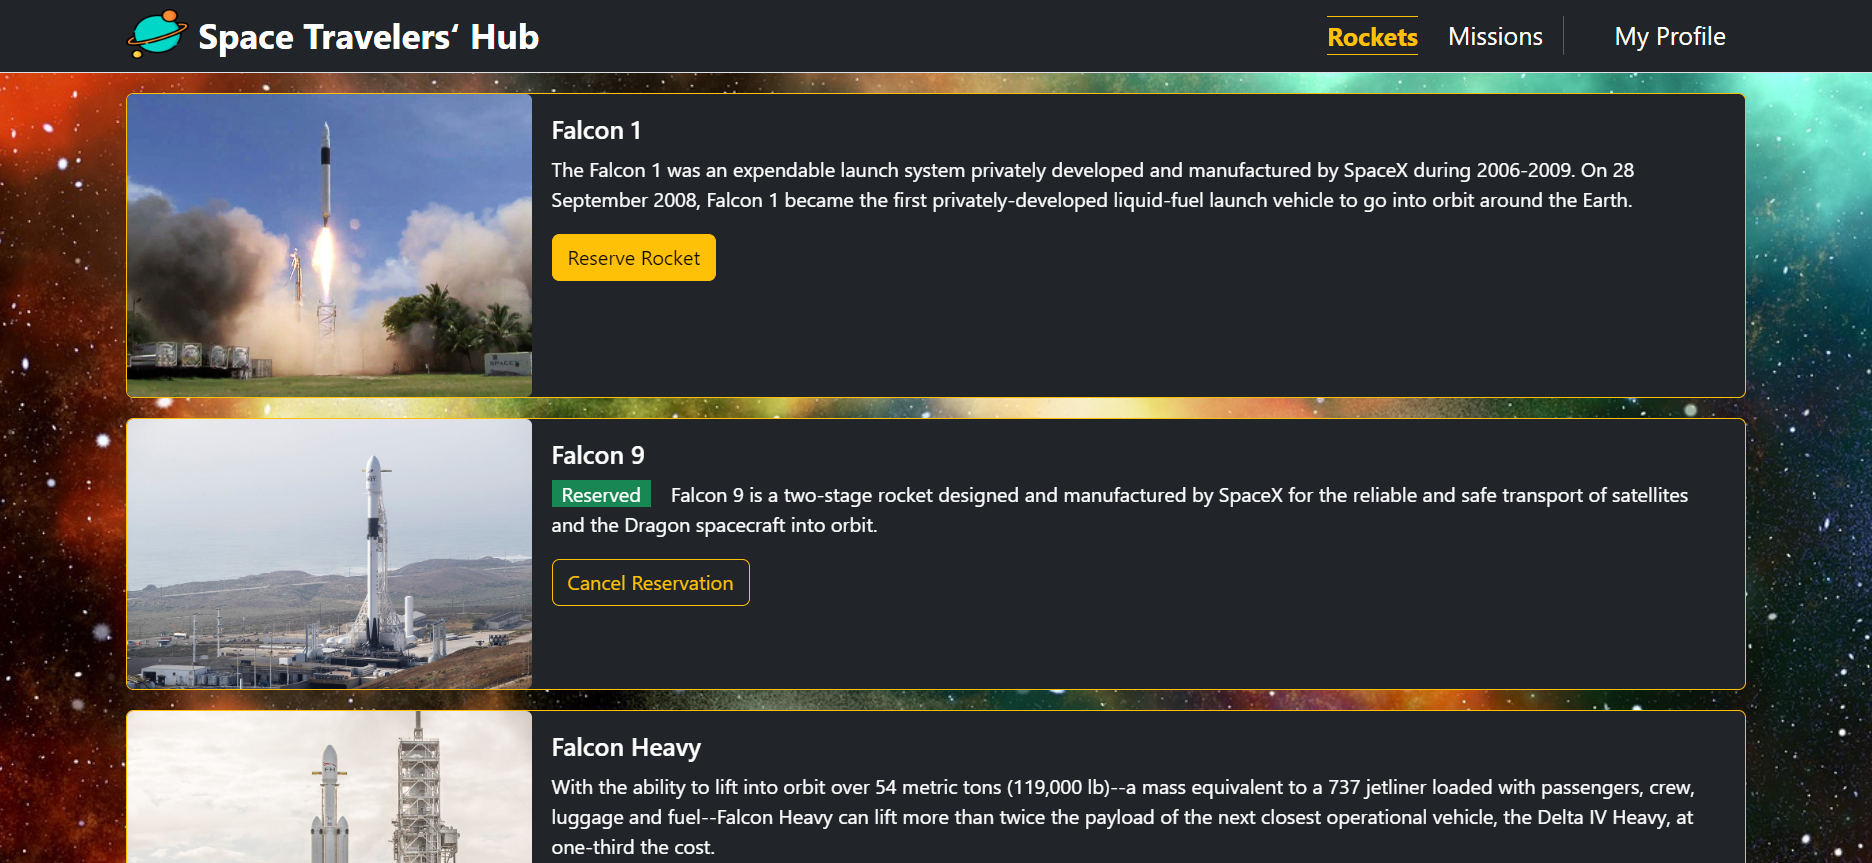 Space Travelers‘ Hub
Rockets
Missions
My Profile
Falcon 1
The Falcon 1 was an expendable launch system privately developed and manufactured by SpaceX during 2006-2009. On 28
September 2008, Falcon 1 became the first privately-developed liquid-fuel launch vehicle to go into orbit around the Earth.
Reserve Rocket
SPACEX
Falcon 9
Reserved Falcon 9 is a two-stage rocket designed and manufactured by SpaceX for the reliable and safe transport of satellites
and the Dragon spacecraft into orbit.
Cancel Reservation
FH
Falcon Heavy
With the ability to lift into orbit over 54 metric tons (119,000 lb)--a mass equivalent to a 737 jetliner loaded with passengers, crew,
luggage and fuel--Falcon Heavy can lift more than twice the payload of the next closest operational vehicle, the Delta IV Heavy, at
one-third the cost.